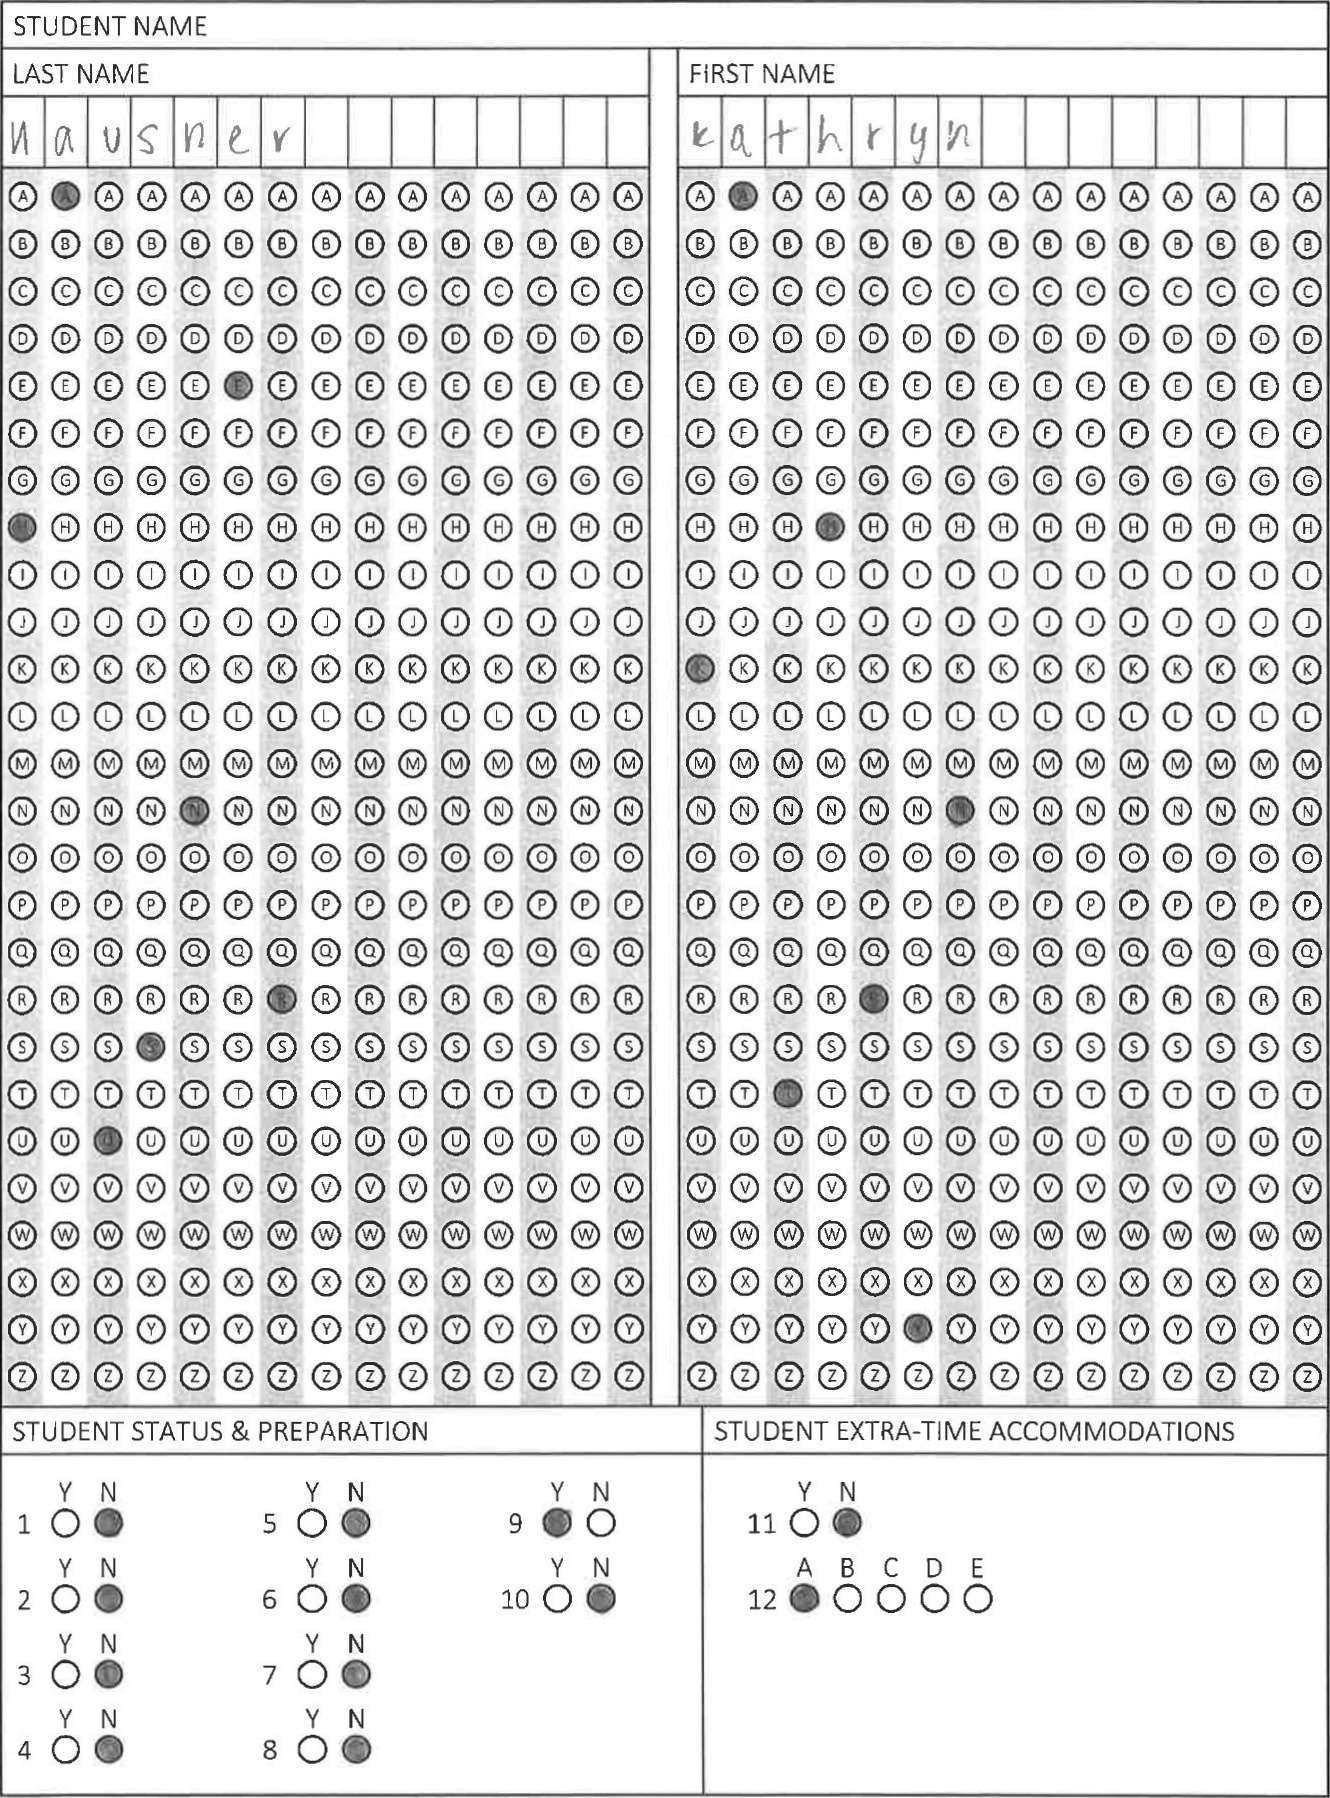 STUDENT NAME
LAST NAME
FIRST NAME
Hausner
kathryn
A A A A A A A A A A A A A A A A A A A A A A A A A A A A A A
B B B B B B B B B B B B B B B B B B B B B B B B B B B B B B
C C C C C C C C C C C C C C C C C C C C C C C C C C C C C C
D D D D D D D D D D D D D D D D D D D D D D D D D D D D D D
E E E E E E E E E E E E E E E E E E E E E E E E E E E E E E
F F F F F F F F F F F F F F F F F F F F F F F F F F F F F F
G G G G G G G G G G G G G G G G G G G G G G G G G G G G G G
H H H H H H H H H H H H H H H H H H H H H H H H H H H H H H
I I I I I I I I I I I I I I I I I I I I I I I I I I I I I I
J J J J J J J J J J J J J J J J J J J J J J J J J J J J J J
K K K K K K K K K K K K K K K K K K K K K K K K K K K K K K
L L L L L L L L L L L L L L L L L L L L L L L L L L L L L L
M M M M M M M M M M M M M M M M M M M M M M M M M M M M M M
N N N N N N N N N N N N N N N N N N N N N N N N N N N N N N
O O O O O O O O O O O O O O O O O O O O O O O O O O O O O O
P P P P P P P P P P P P P P P P P P P P P P P P P P P P P P
Q Q Q Q Q Q Q Q Q Q Q Q Q Q Q Q Q Q Q Q Q Q Q Q Q Q Q Q Q Q
R R R R R R R R R R R R R R R R R R R R R R R R R R R R R R
S S S S S S S S S S S S S S S S S S S S S S S S S S S S S S
T T T T T T T T T T T T T T T T T T T T T T T T T T T T T T
U U U U U U U U U U U U U U U U U U U U U U U U U U U U U U
V V V V V V V V V V V V V V V V V V V V V V V V V V V V V V
W W W W W W W W W W W W W W W W W W W W W W W W W W W W W W
X X X X X X X X X X X X X X X X X X X X X X X X X X X X X X
Y Y Y Y Y Y Y Y Y Y Y Y Y Y Y Y Y Y Y Y Y Y Y Y Y Y Y Y Y Y
Z Z Z Z Z Z Z Z Z Z Z Z Z Z Z Z Z Z Z Z Z Z Z Z Z Z Z Z Z Z
STUDENT STATUS & PREPARATION
Y N Y N Y N
1 5 9
Y N Y N Y N
2 6 10
Y N Y N
3 7
Y N Y N
4 8
STUDENT EXTRA-TIME ACCOMMODATIONS
Y N
11
A B C D E
12